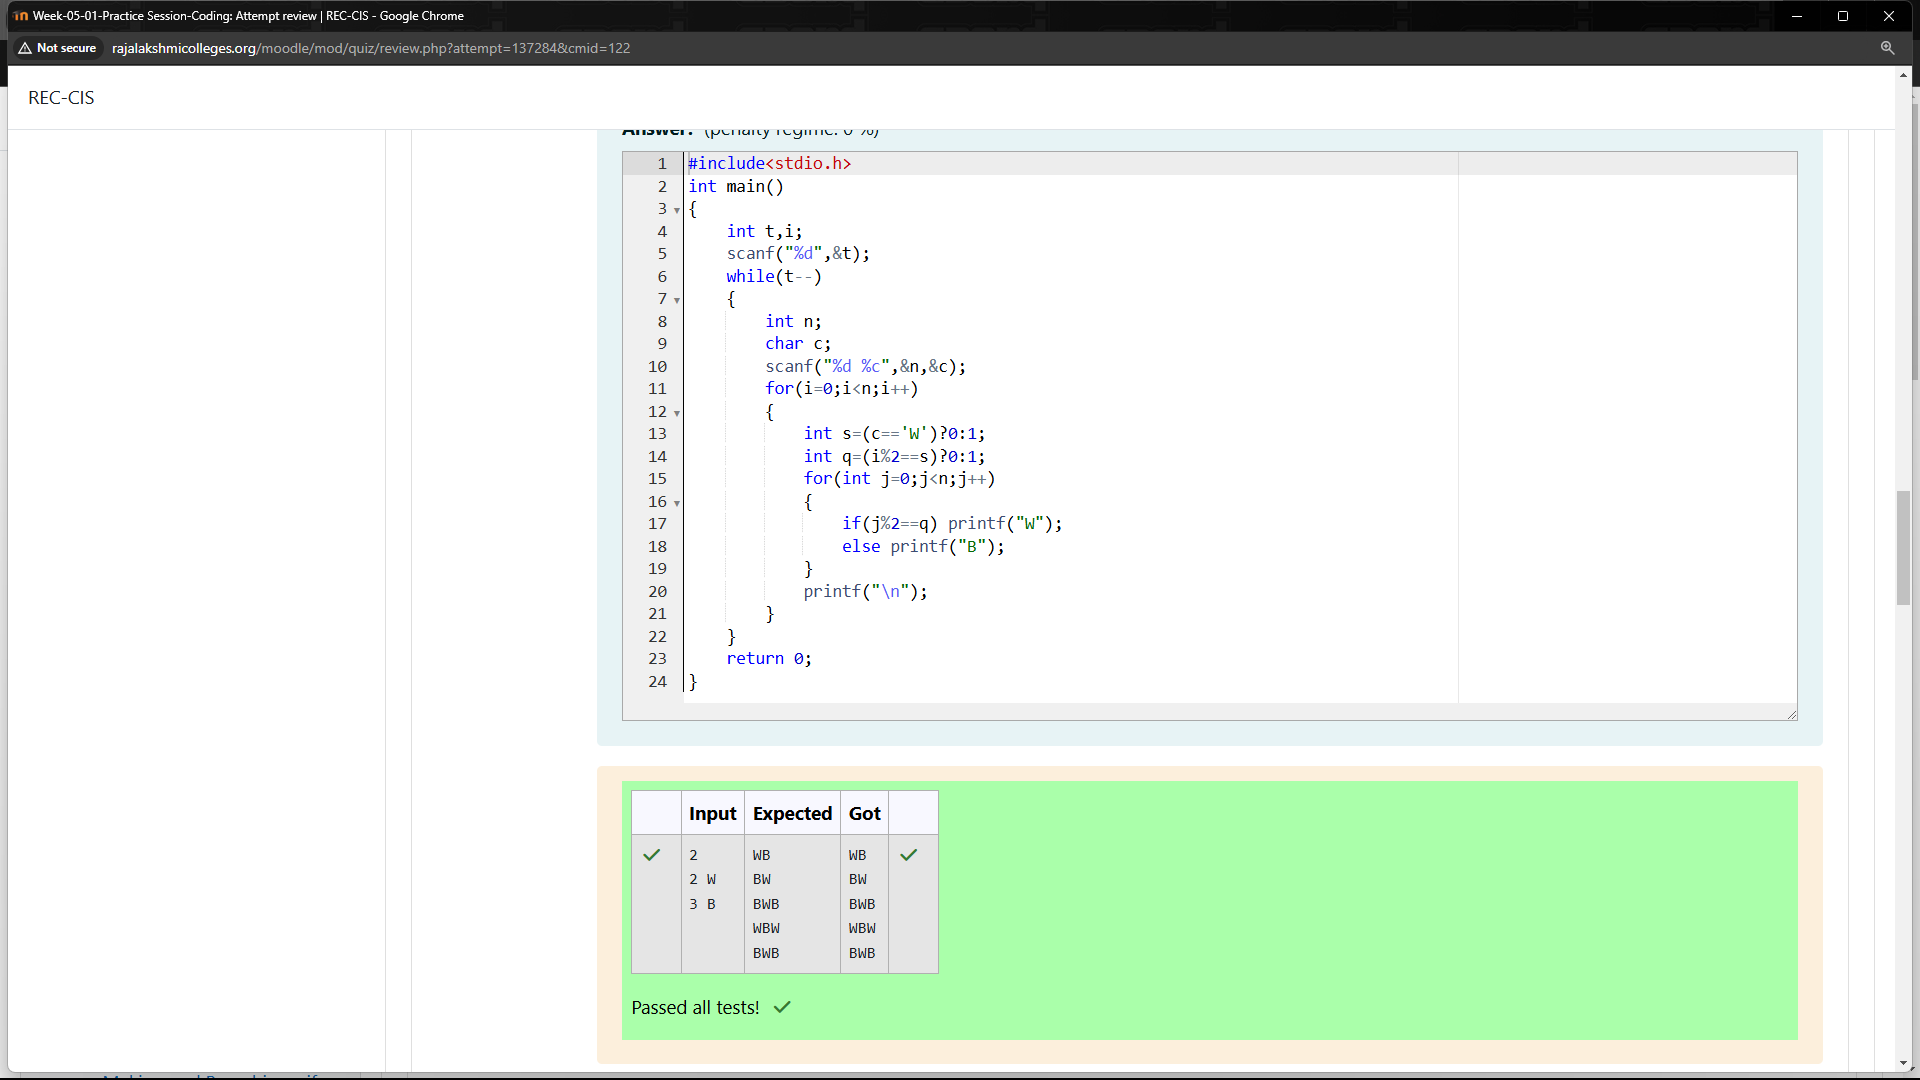 Week-05-01-Practice Session-Coding: Attempt review | REC-CIS - Google Chrome
Not secure rajalakshmicolleges.org/moodle/mod/quiz/review.php?attempt=137284&cmid=122
REC-CIS
Answer: (penalty regime: 0 %)
1 #include<stdio.h>
2 int main()
3 {
4 int t,i;
5 scanf("%d",&t);
6 while(t--)
7 {
8 int n;
9 char c;
10 scanf("%d %c",&n,&c);
11 for(i=0;i<n;i++)
12 {
13 int s=(c=='W')?0:1;
14 int q=(i%2==s)?0:1;
15 for(int j=0;j<n;j++)
16 {
17 if(j%2==q) printf("W");
18 else printf("B");
19 }
20 printf("\n");
21 }
22 }
23 return 0;
24 }
Input Expected Got
2 WB WB
2 W BW BW
3 B BWB BWB
WBW WBW
BWB BWB
Passed all tests!